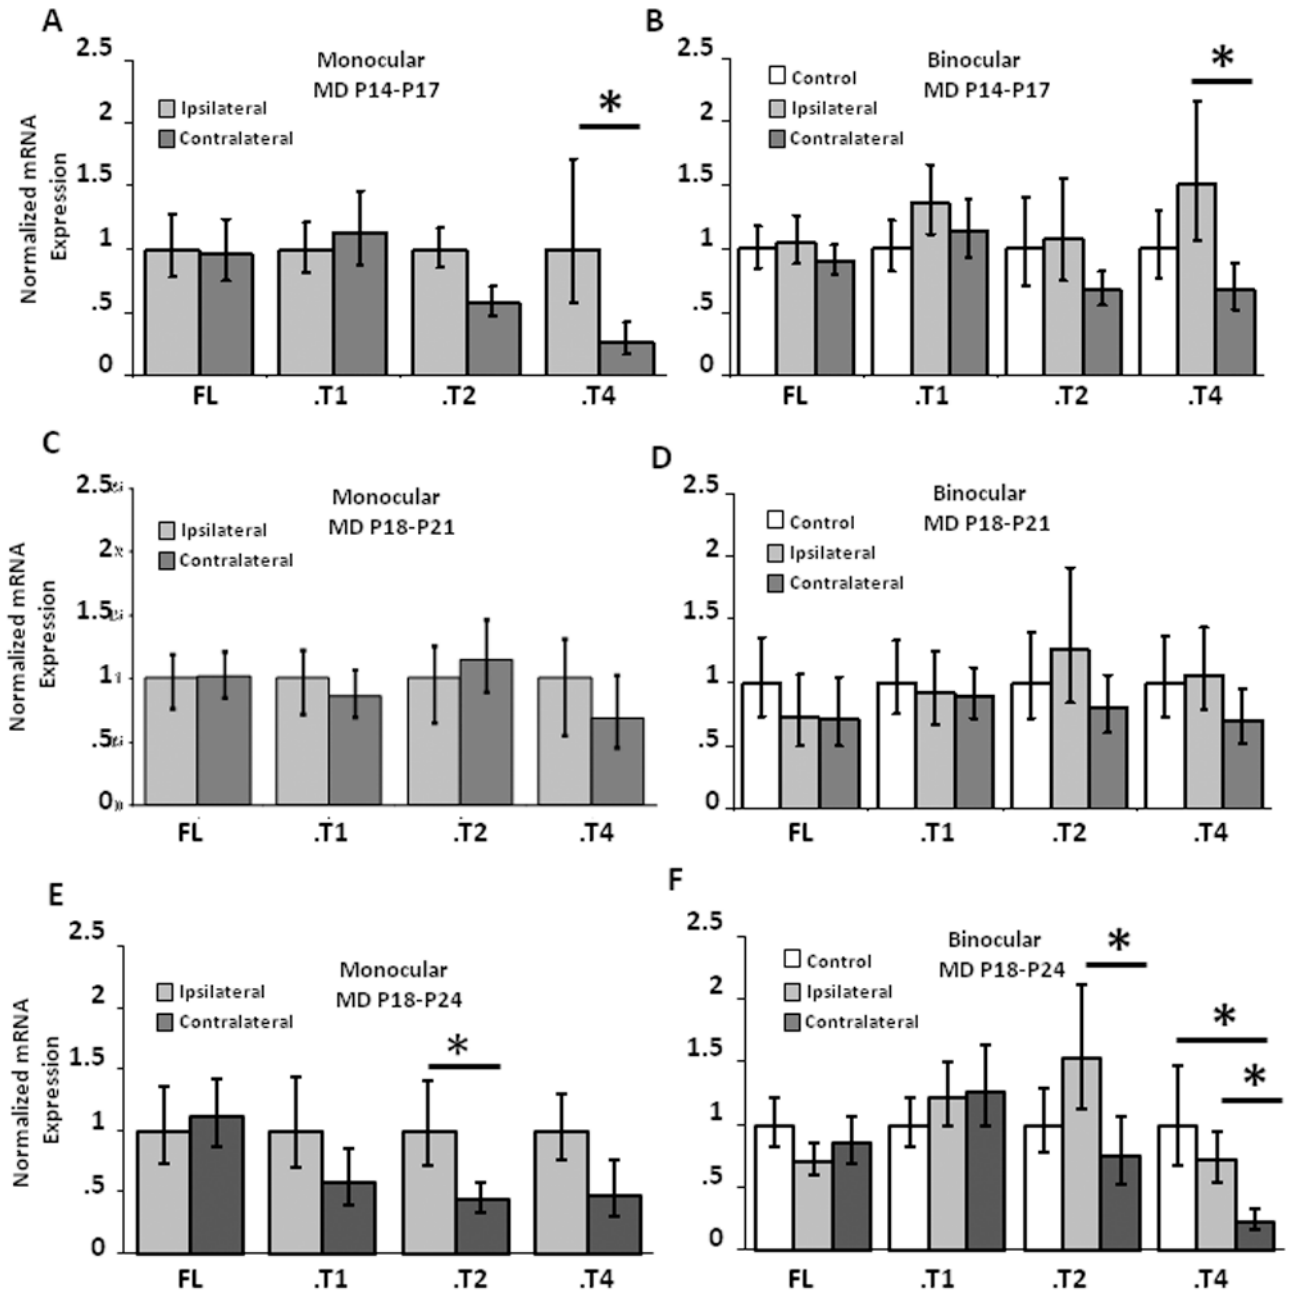 A
Monocular
MD P14-P17
Ipsilateral
Contralateral
*
Normalized mRNA
Expression
2.5
2
1.5
1
.5
0
FL .T1 .T2 .T4
B
Binocular
MD P14-P17
Control
Ipsilateral
Contralateral
*
2.5
2
1.5
1
.5
0
FL .T1 .T2 .T4
C
Monocular
MD P18-P21
Ipsilateral
Contralateral
Normalized mRNA
Expression
2.5
2
1.5
1
.5
0
FL .T1 .T2 .T4
D
Binocular
MD P18-P21
Control
Ipsilateral
Contralateral
2.5
2
1.5
1
.5
0
FL .T1 .T2 .T4
E
Monocular
MD P18-P24
Ipsilateral
Contralateral
*
Normalized mRNA
Expression
2.5
2
1.5
1
.5
0
FL .T1 .T2 .T4
F
Binocular
MD P18-P24
Control
Ipsilateral
Contralateral
*
*
*
2.5
2
1.5
1
.5
0
FL .T1 .T2 .T4